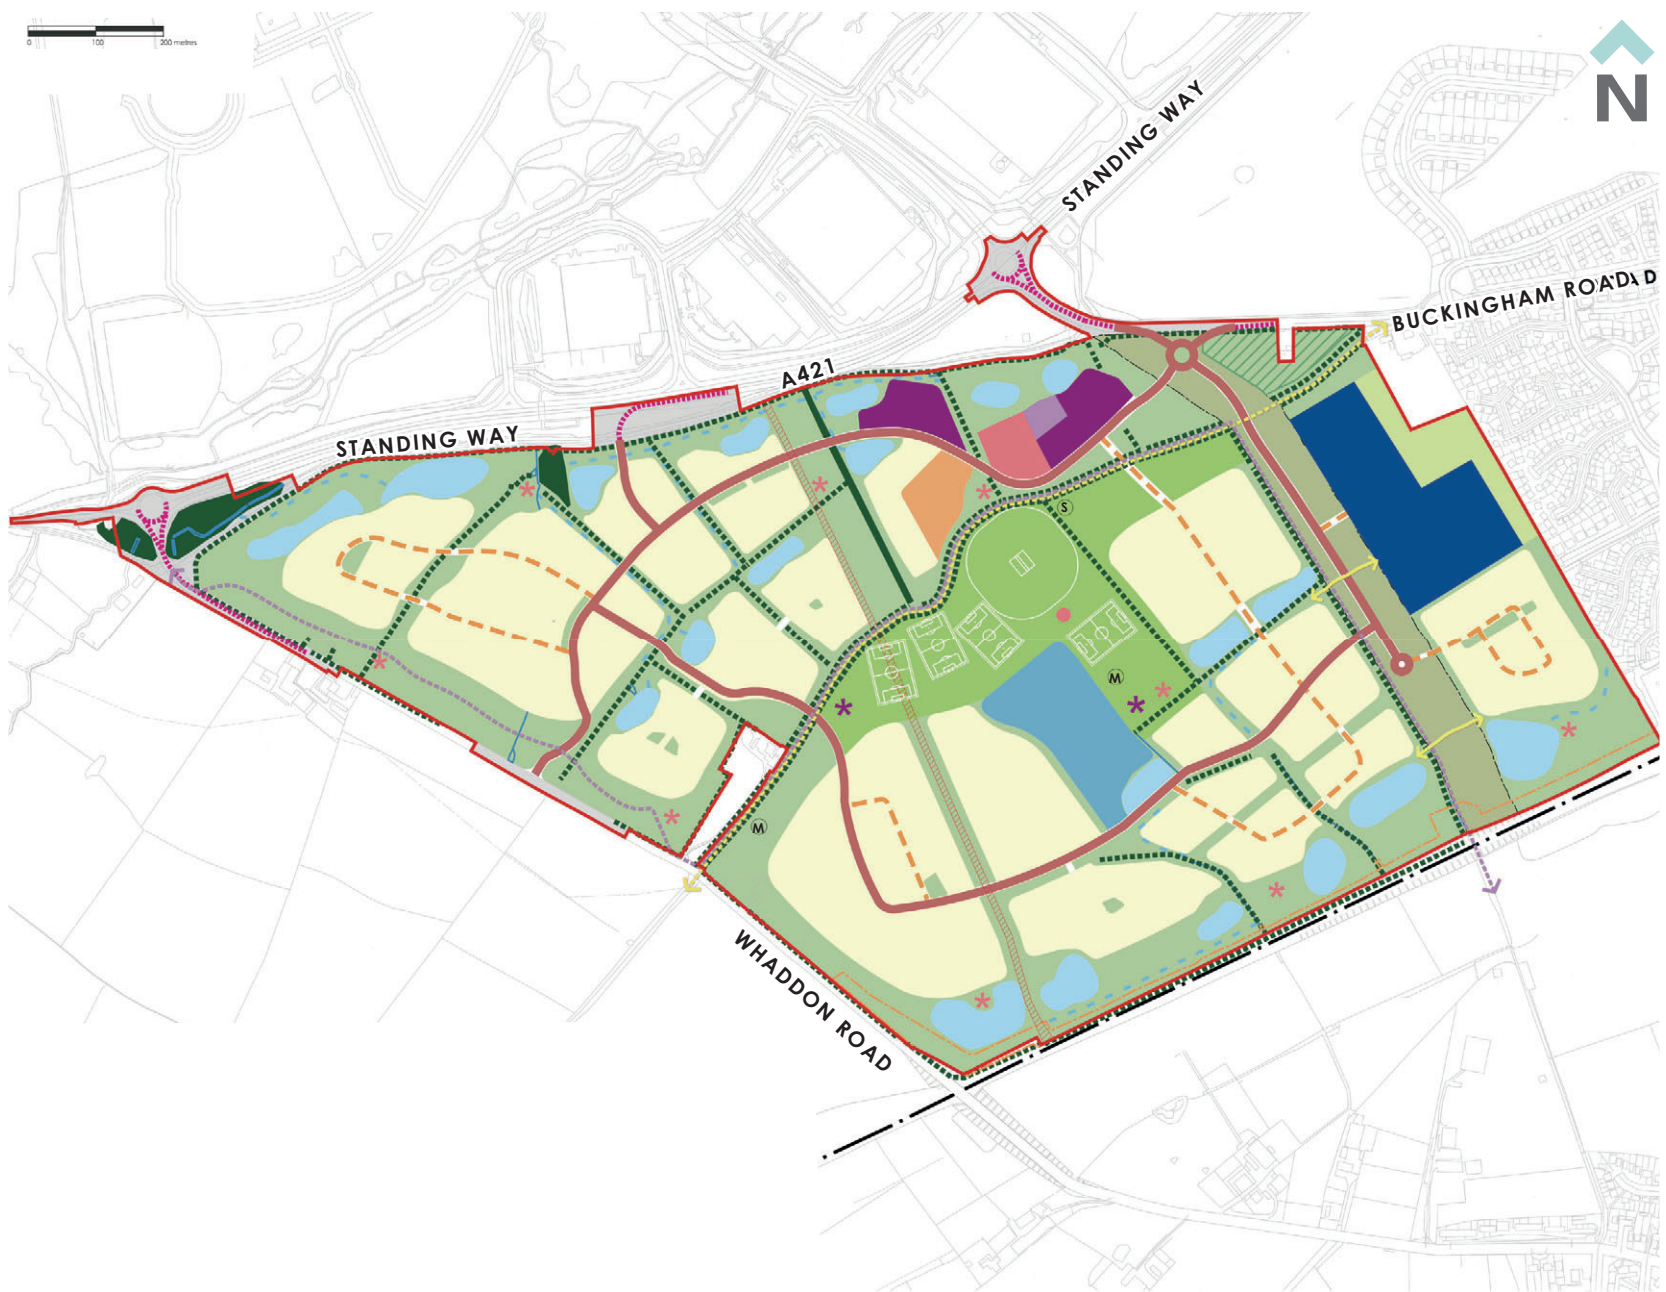 0 100 200 metres
N
STANDING WAY
BUCKINGHAM ROAD
A421
STANDING WAY
S
M
M
WHADDON ROAD